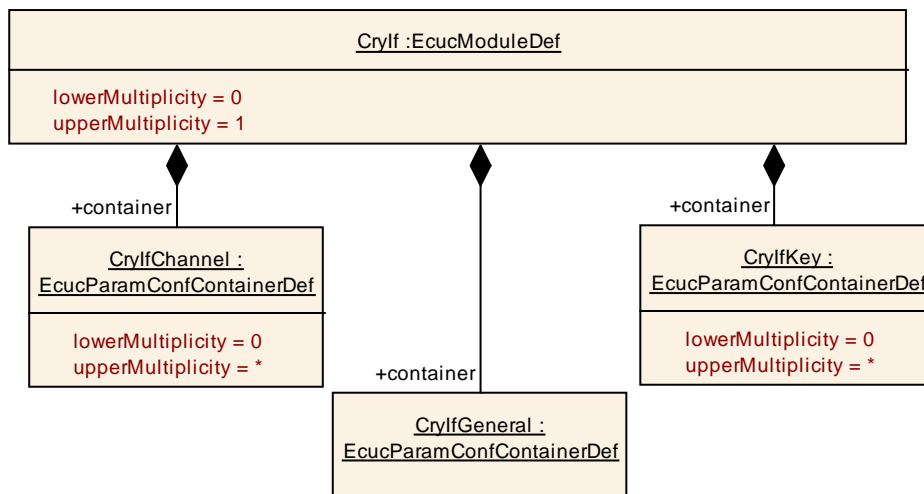 CryIf :EcucModuleDef
lowerMultiplicity = 0
upperMultiplicity = 1
+container
+container
CryIfChannel :
EcucParamConfContainerDef
lowerMultiplicity = 0
upperMultiplicity = *
CryIfKey :
EcucParamConfContainerDef
lowerMultiplicity = 0
upperMultiplicity = *
+container
CryIfGeneral :
EcucParamConfContainerDef